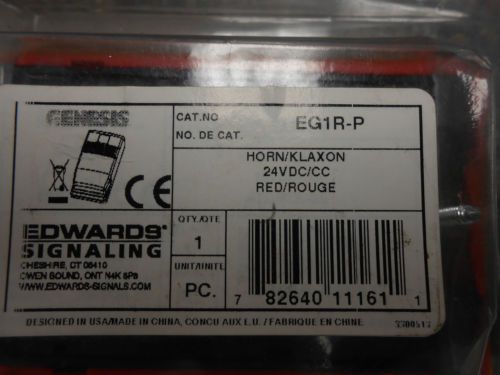 GENESIS
CAT.NO
NO. DE CAT.
EG1R-P
HORN/KLAXON
24VDC/CC
RED/ROUGE
EDWARDS
SIGNALING
CHESHIRE, CT 06410
OWEN SOUND, ONT N4K 5P8
WWW.EDWARDS-SIGNALS.COM
QTY./QTE
1
UNIT/UNITE
PC.
7 82640 11161 1
DESIGNED IN USA/MADE IN CHINA, CONCU AUX E.U. / FABRIQUE EN CHINE